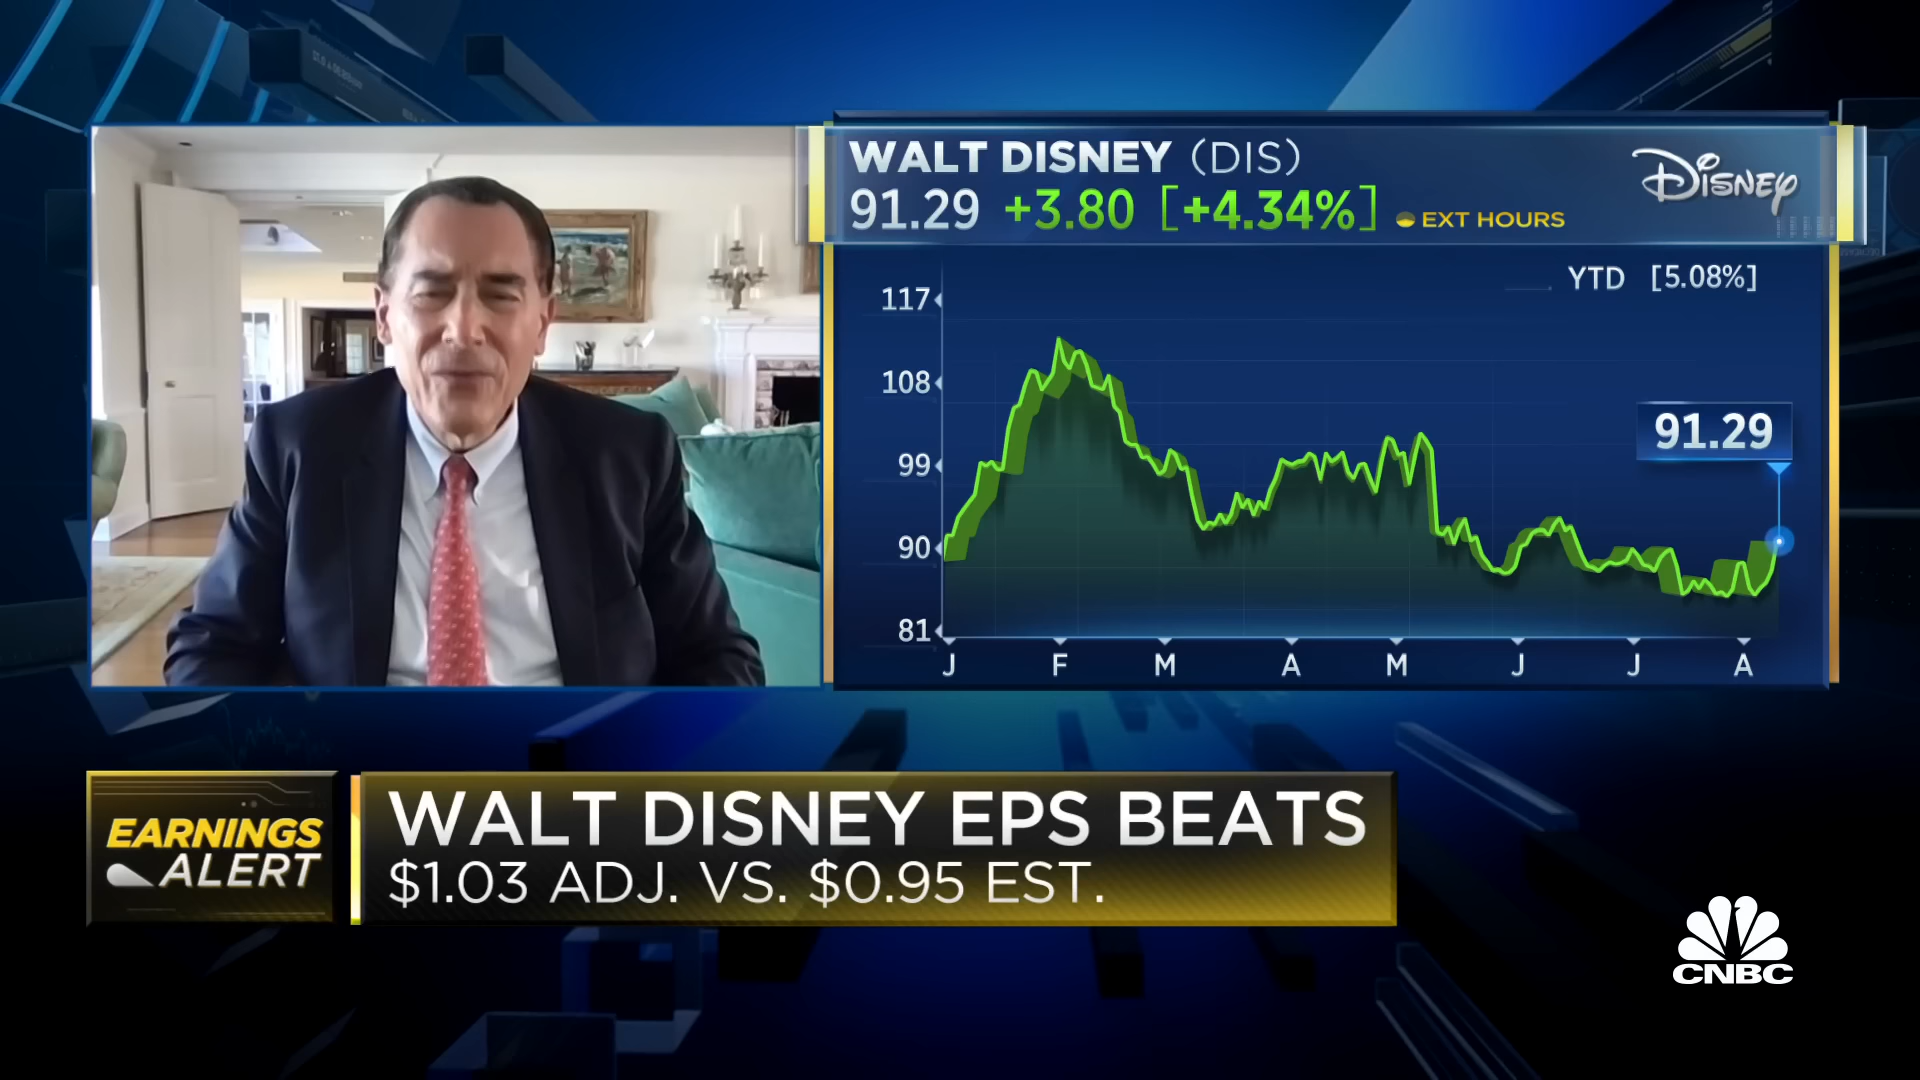 WALT DISNEY (DIS)
91.29 +3.80 [+4.34%] EXT HOURS
Disney
YTD [5.08%]
117
108
99
90
81
91.29
J F M A M J J A
EARNINGS
ALERT
WALT DISNEY EPS BEATS
$1.03 ADJ. VS. $0.95 EST.
CNBC